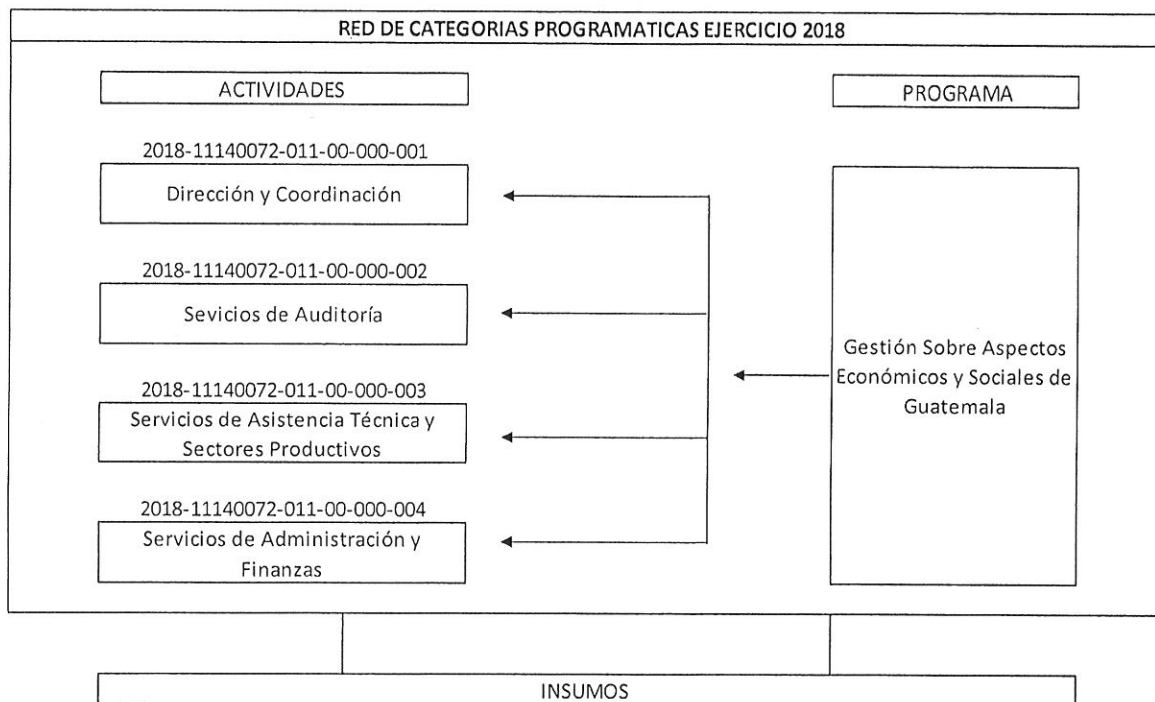 RED DE CATEGORIAS PROGRAMATICAS EJERCICIO 2018
ACTIVIDADES
PROGRAMA
2018-11140072-011-00-000-001
Dirección y Coordinación
2018-11140072-011-00-000-002
Sevicios de Auditoría
2018-11140072-011-00-000-003
Servicios de Asistencia Técnica y
Sectores Productivos
2018-11140072-011-00-000-004
Servicios de Administración y
Finanzas
Gestión Sobre Aspectos
Económicos y Sociales de
Guatemala
INSUMOS